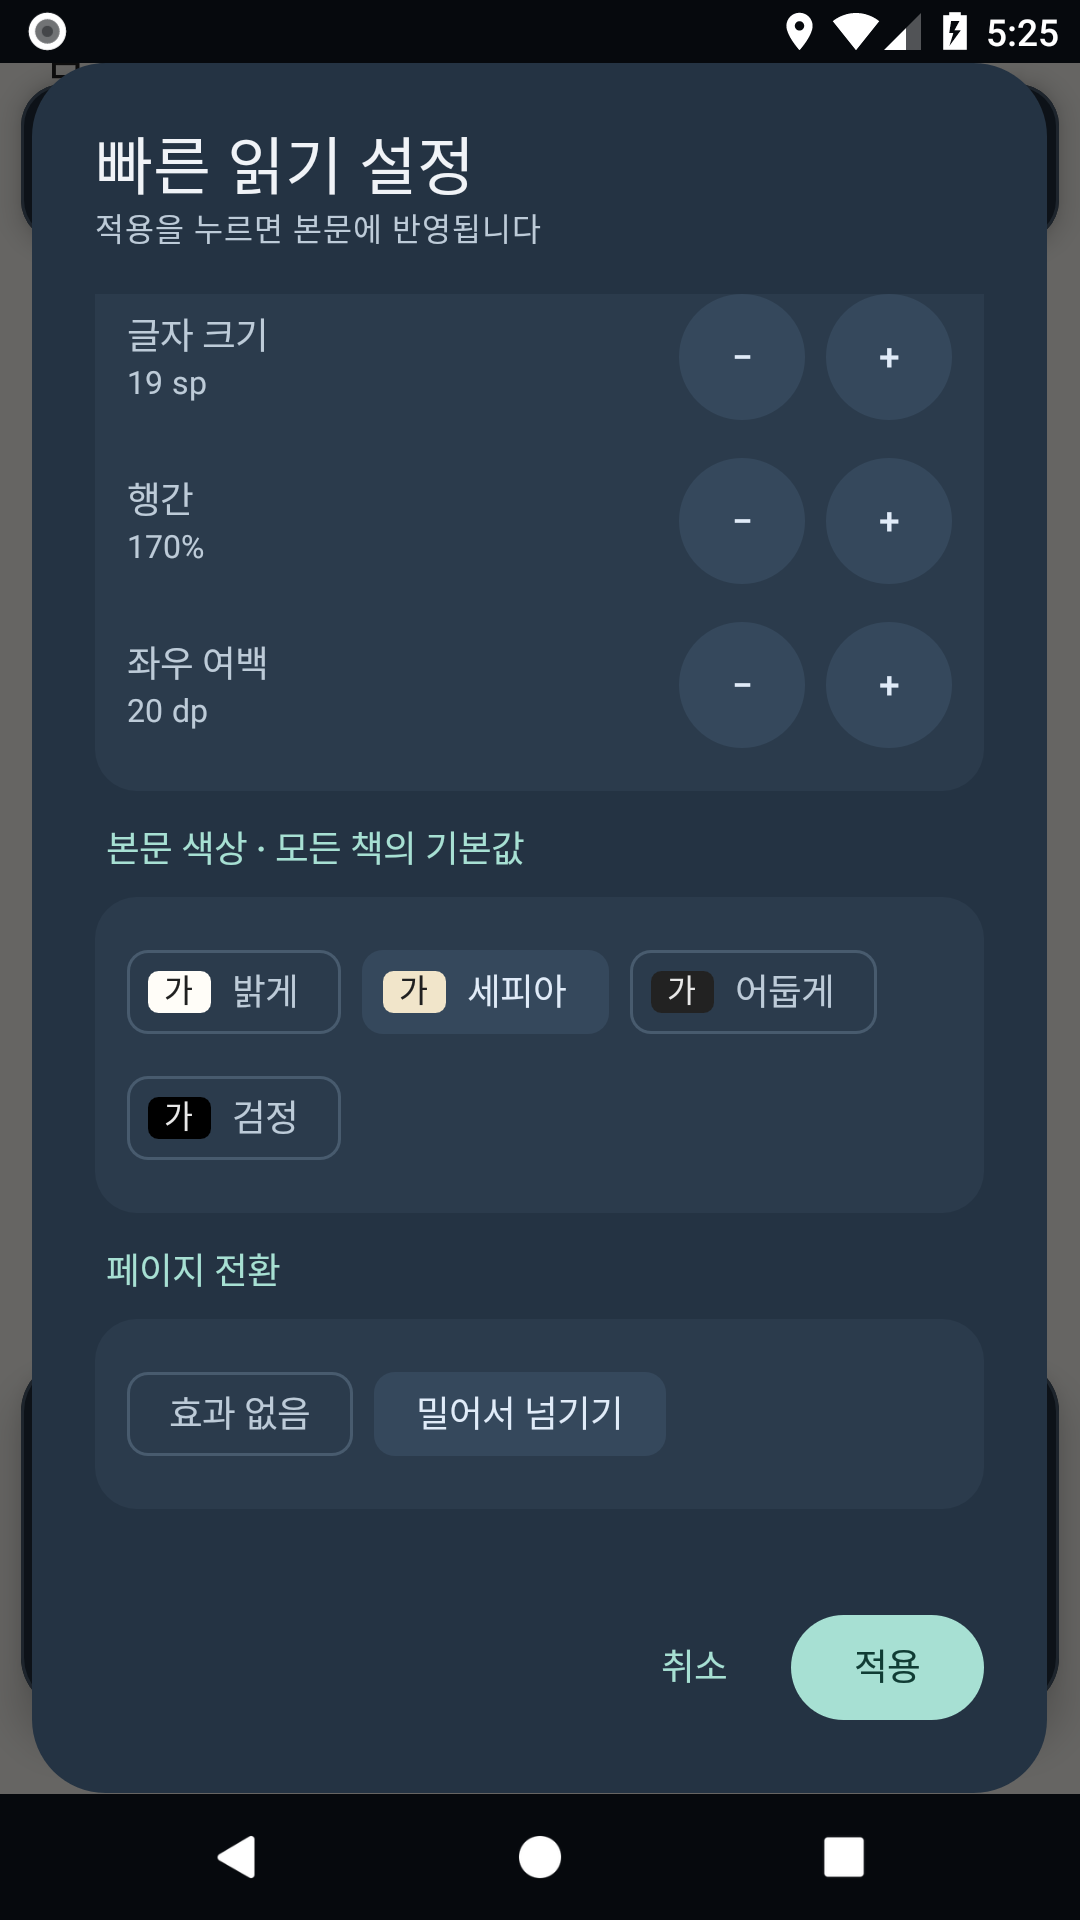 5:25
빠른 읽기 설정
적용을 누르면 본문에 반영됩니다
글자 크기
19 sp
− +
행간
170%
− +
좌우 여백
20 dp
− +
본문 색상 · 모든 책의 기본값
가 밝게 가 세피아 가 어둡게
가 검정
페이지 전환
효과 없음 밀어서 넘기기
취소 적용